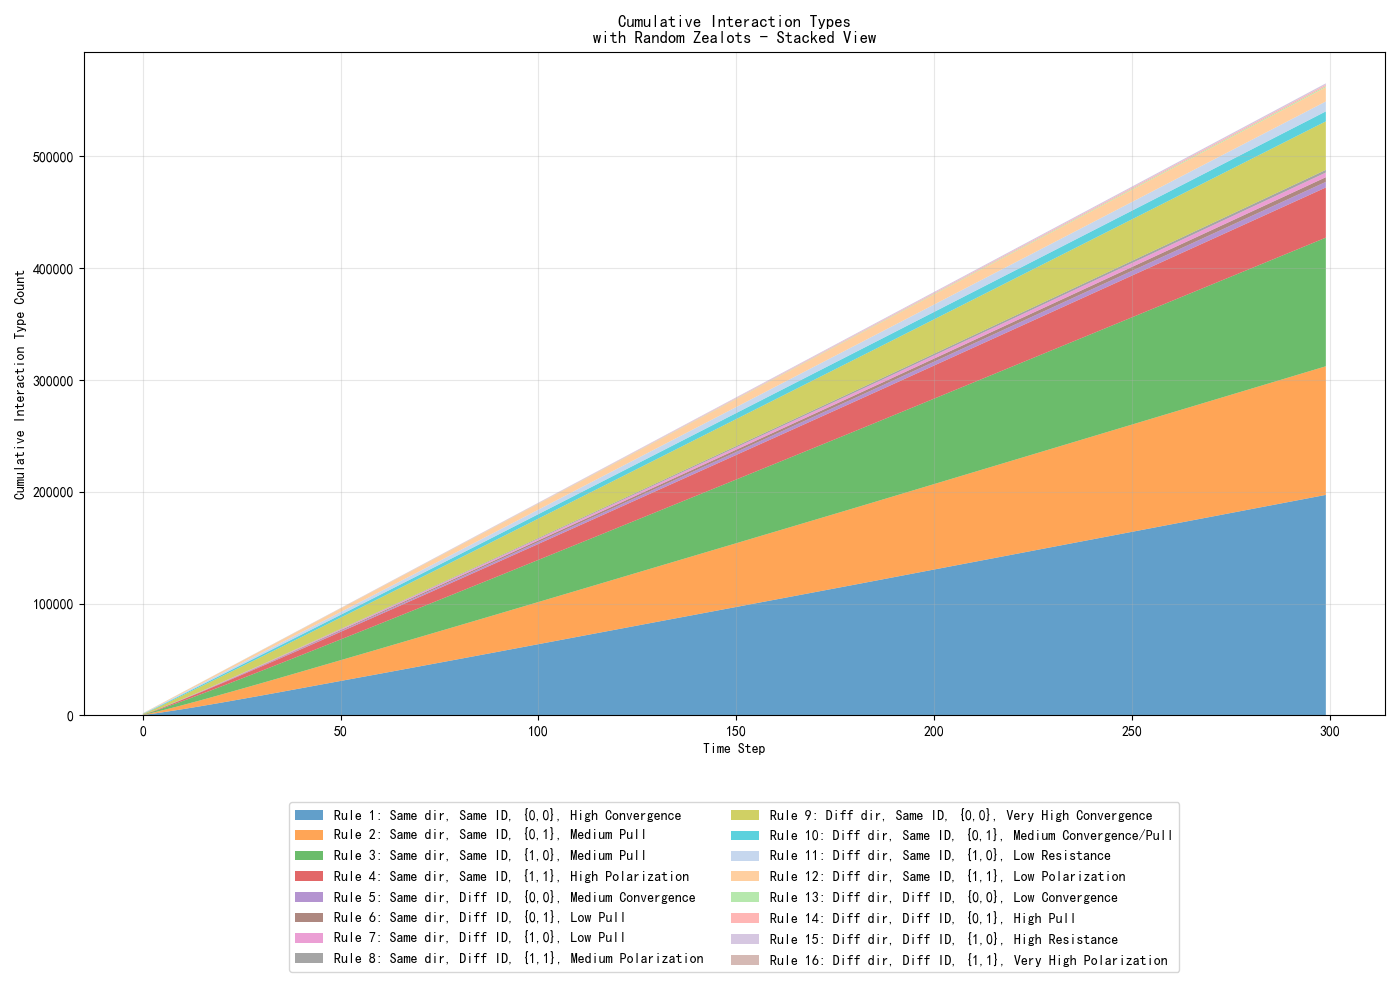 Cumulative Interaction Types
with Random Zealots - Stacked View
Cumulative Interaction Type Count
500000
400000
300000
200000
100000
0
0 50 100 150 200 250 300
Time Step
Rule 1: Same dir, Same ID, {0,0}, High Convergence
Rule 2: Same dir, Same ID, {0,1}, Medium Pull
Rule 3: Same dir, Same ID, {1,0}, Medium Pull
Rule 4: Same dir, Same ID, {1,1}, High Polarization
Rule 5: Same dir, Diff ID, {0,0}, Medium Convergence
Rule 6: Same dir, Diff ID, {0,1}, Low Pull
Rule 7: Same dir, Diff ID, {1,0}, Low Pull
Rule 8: Same dir, Diff ID, {1,1}, Medium Polarization
Rule 9: Diff dir, Same ID, {0,0}, Very High Convergence
Rule 10: Diff dir, Same ID, {0,1}, Medium Convergence/Pull
Rule 11: Diff dir, Same ID, {1,0}, Low Resistance
Rule 12: Diff dir, Same ID, {1,1}, Low Polarization
Rule 13: Diff dir, Diff ID, {0,0}, Low Convergence
Rule 14: Diff dir, Diff ID, {0,1}, High Pull
Rule 15: Diff dir, Diff ID, {1,0}, High Resistance
Rule 16: Diff dir, Diff ID, {1,1}, Very High Polarization